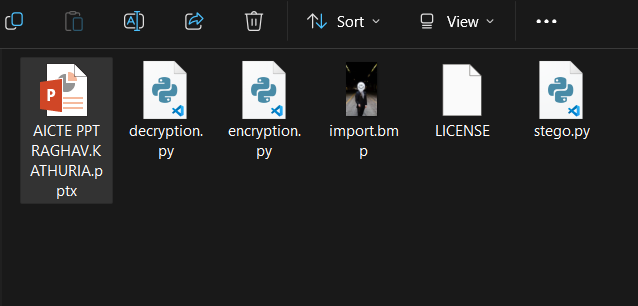 Sort
View
AICTE PPT
RAGHAV.K
ATHURIA.p
ptx
decryption.
py
encryption.
py
import.bm
p
LICENSE
stego.py